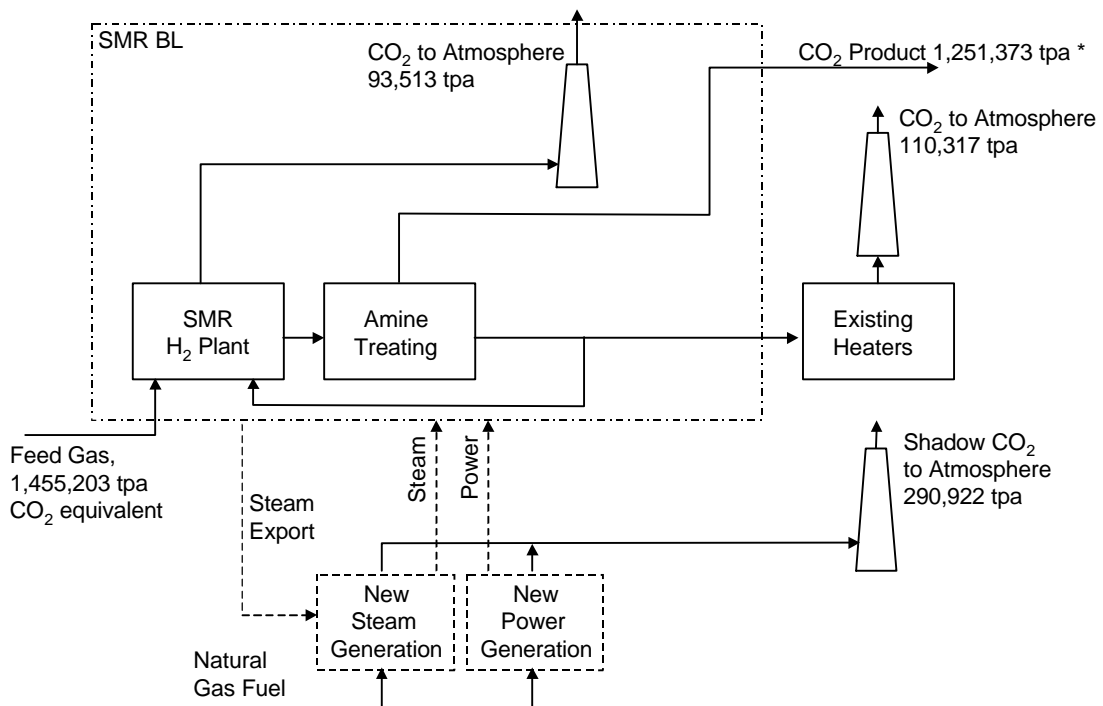 SMR BL
CO₂ to Atmosphere
93,513 tpa
CO₂ Product 1,251,373 tpa *
CO₂ to Atmosphere
110,317 tpa
SMR
H₂ Plant
Amine
Treating
Existing
Heaters
Feed Gas,
1,455,203 tpa
CO₂ equivalent
Steam
Export
Steam
Power
Shadow CO₂
to Atmosphere
290,922 tpa
New
Steam
Generation
New
Power
Generation
Natural
Gas Fuel